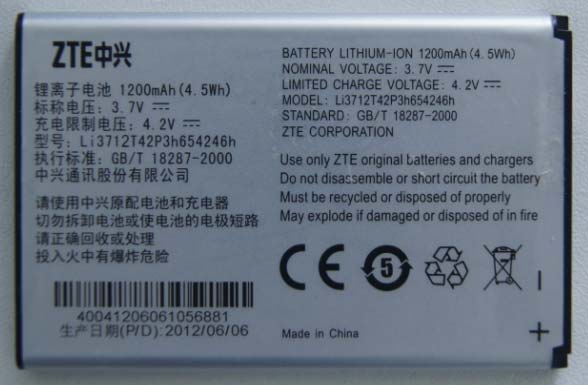 ZTE中兴
锂离子电池 1200mAh(4.5Wh)
标称电压: 3.7V
充电限制电压: 4.2V
型号: Li3712T42P3h654246h
执行标准: GB/T 18287-2000
中兴通讯股份有限公司
请使用中兴原配电池和充电器
切勿拆卸电池或使电池的电极短路
请正确回收或处理
投入火中有爆炸危险
40041206061056881
生产日期(P/D): 2012/06/06
BATTERY LITHIUM-ION 1200mAh (4.5Wh)
NOMINAL VOLTAGE: 3.7V
LIMITED CHARGE VOLTAGE: 4.2V
MODEL: Li3712T42P3h654246h
STANDARD: GB/T 18287-2000
ZTE CORPORATION
Use only ZTE original batteries and chargers
Do not disassemble or short circuit the battery
Must be recycled or disposed of properly
May explode if damaged or disposed of in fire
CE 5
Made in China
−
+